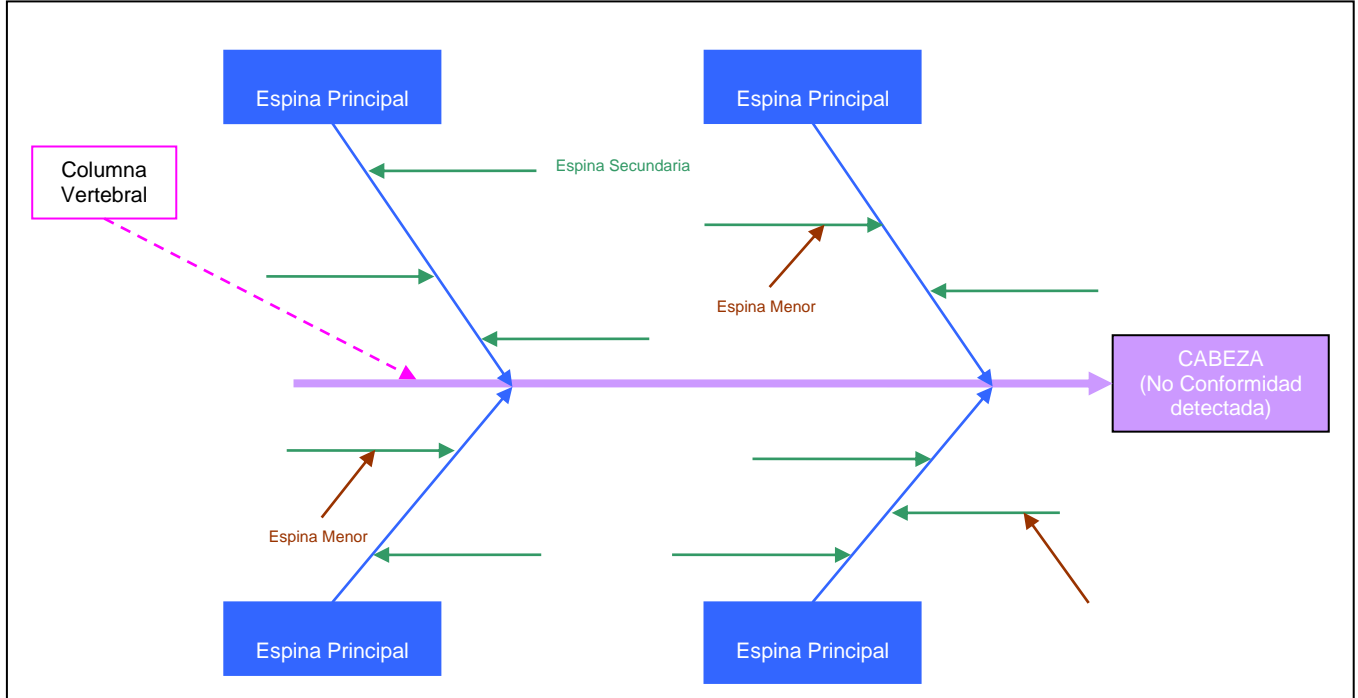 Espina Principal
Espina Principal
Columna
Vertebral
Espina Secundaria
Espina Menor
CABEZA
(No Conformidad
detectada)
Espina Menor
Espina Principal
Espina Principal